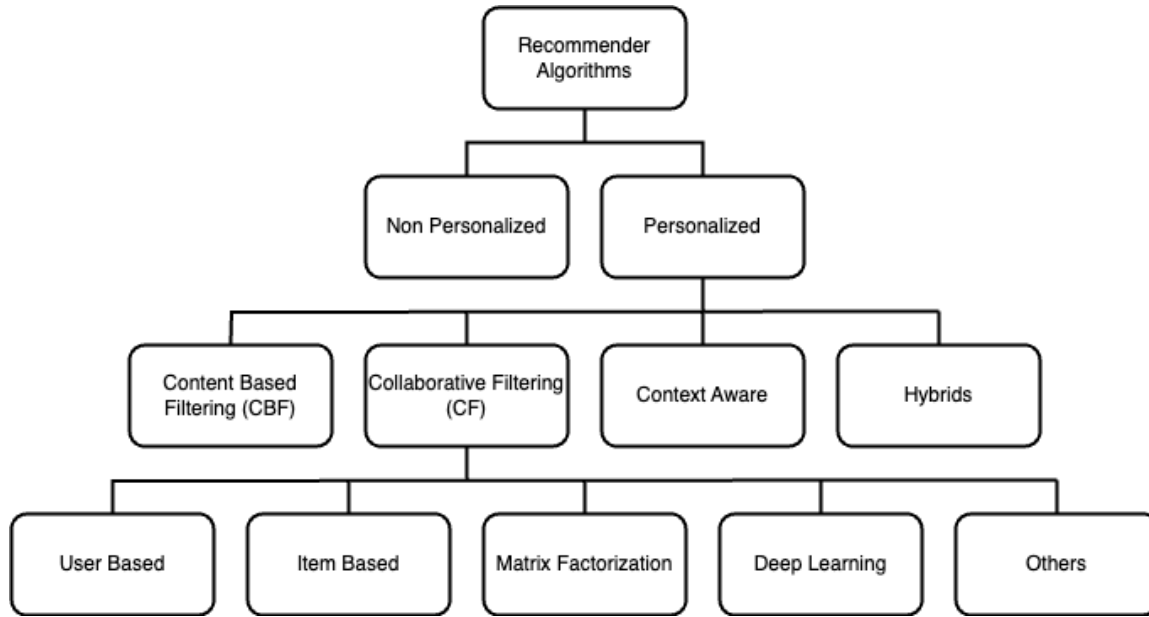 Recommender
Algorithms
Non Personalized
Personalized
Content Based
Filtering (CBF)
Collaborative Filtering
(CF)
Context Aware
Hybrids
User Based
Item Based
Matrix Factorization
Deep Learning
Others